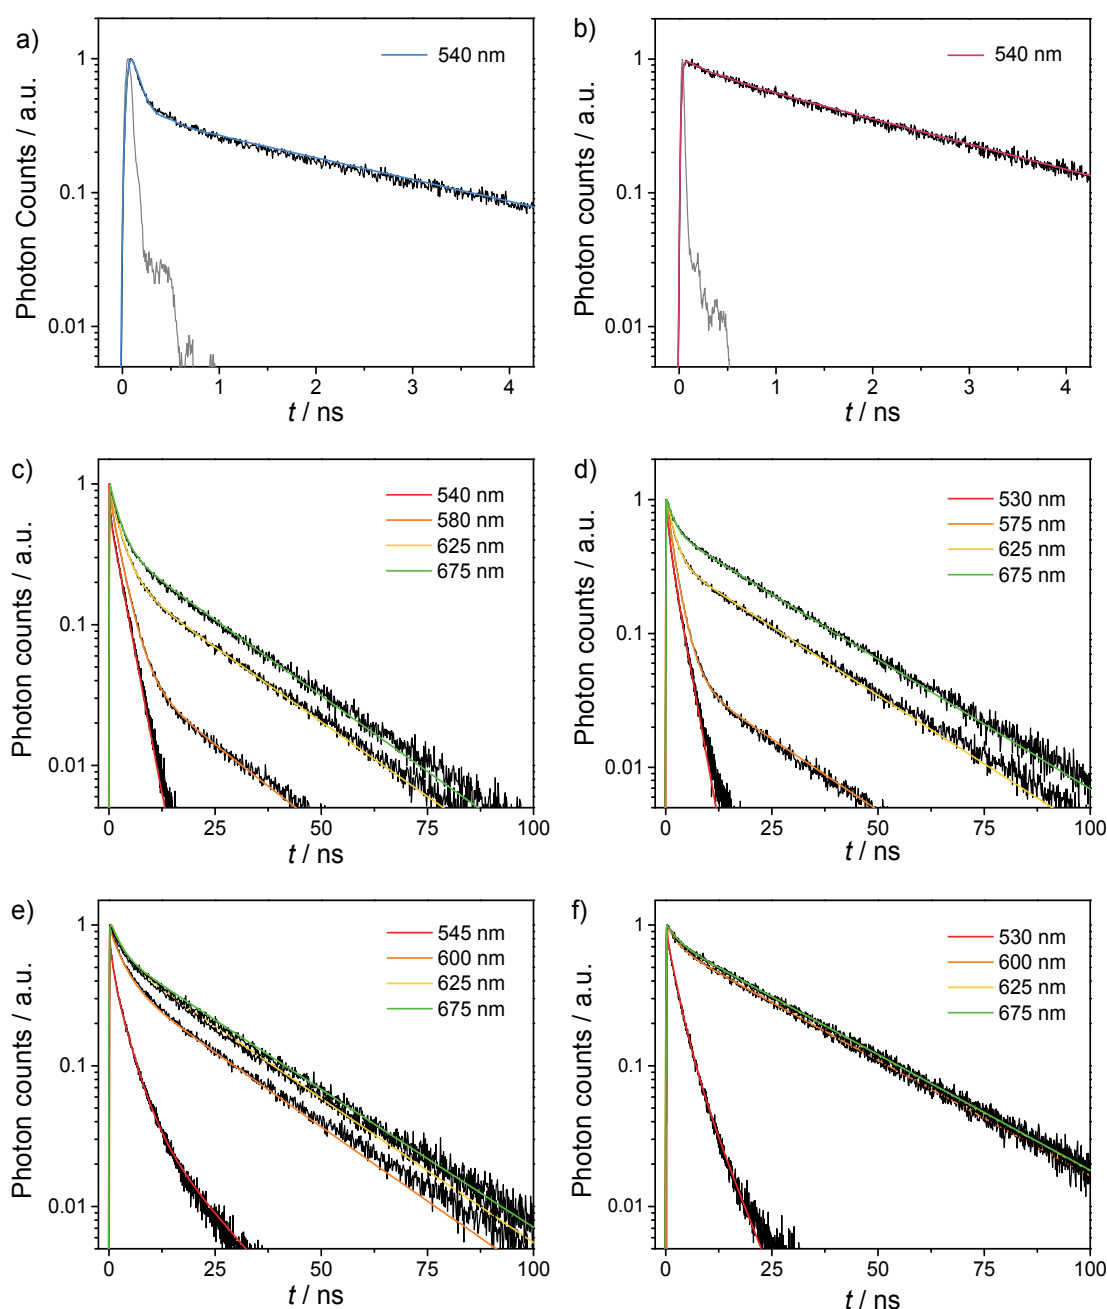 a)
Photon Counts / a.u.
1
0.1
0.01
540 nm
0 1 2 3 4
t / ns
b)
Photon counts / a.u.
1
0.1
0.01
540 nm
0 1 2 3 4
t / ns
c)
Photon counts / a.u.
1
0.1
0.01
540 nm
580 nm
625 nm
675 nm
0 25 50 75 100
t / ns
d)
Photon counts / a.u.
1
0.1
0.01
530 nm
575 nm
625 nm
675 nm
0 25 50 75 100
t / ns
e)
Photon counts / a.u.
1
0.1
0.01
545 nm
600 nm
625 nm
675 nm
0 25 50 75 100
t / ns
f)
Photon counts / a.u.
1
0.1
0.01
530 nm
600 nm
625 nm
675 nm
0 25 50 75 100
t / ns